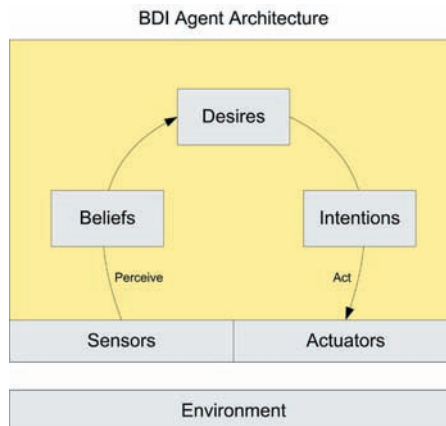 BDI Agent Architecture
Desires
Beliefs
Intentions
Perceive
Act
Sensors
Actuators
Environment